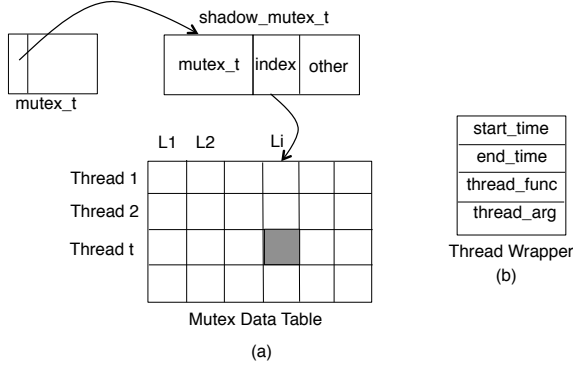 shadow_mutex_t
mutex_t index other
mutex_t
L1 L2 Li
Thread 1
Thread 2
Thread t
Mutex Data Table
(a)
start_time
end_time
thread_func
thread_arg
Thread Wrapper
(b)